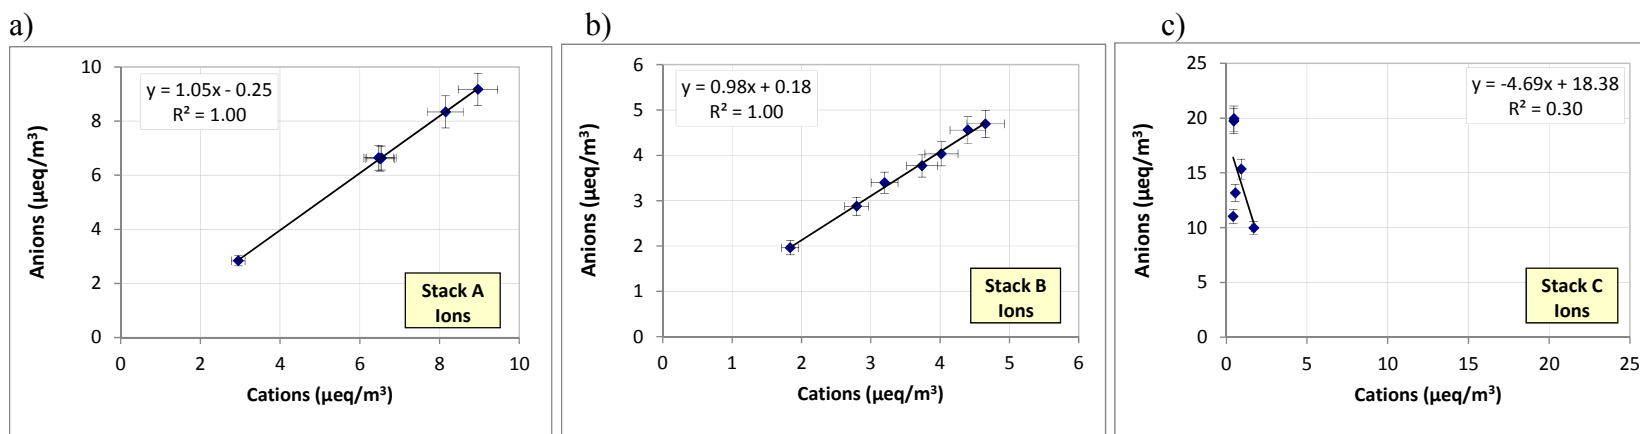 a)
b)
c)
10
8
6
4
2
0
y = 1.05x - 0.25
R² = 1.00
Anions (µeq/m³)
Stack A
Ions
0 2 4 6 8 10
Cations (µeq/m³)
6
5
4
3
2
1
0
y = 0.98x + 0.18
R² = 1.00
Anions (µeq/m³)
Stack B
Ions
0 1 2 3 4 5 6
Cations (µeq/m³)
25
20
15
10
5
0
y = -4.69x + 18.38
R² = 0.30
Anions (µeq/m³)
Stack C
Ions
0 5 10 15 20 25
Cations (µeq/m³)